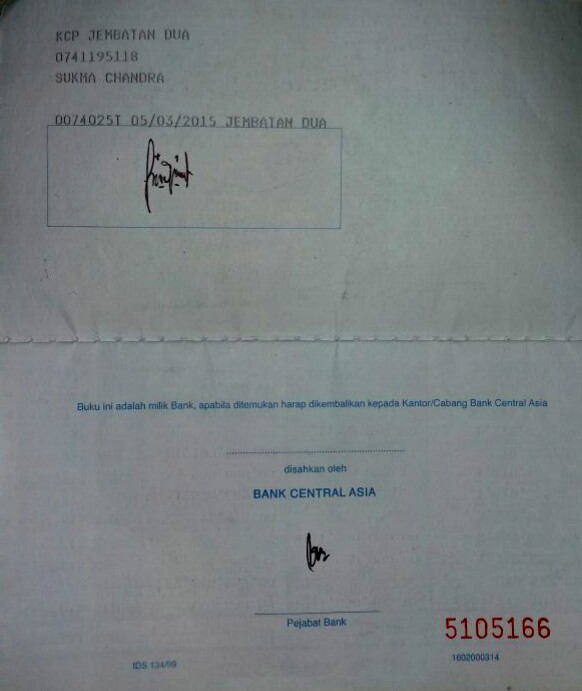 KCP JEMBATAN DUA
0741195118
SUKMA CHANDRA
0074025T 05/03/2015 JEMBATAN DUA
Buku ini adalah milik Bank, apabila ditemukan harap dikembalikan kepada Kantor/Cabang Bank Central Asia
disahkan oleh
BANK CENTRAL ASIA
Pejabat Bank
5105166
IDS 134/99
1602000314